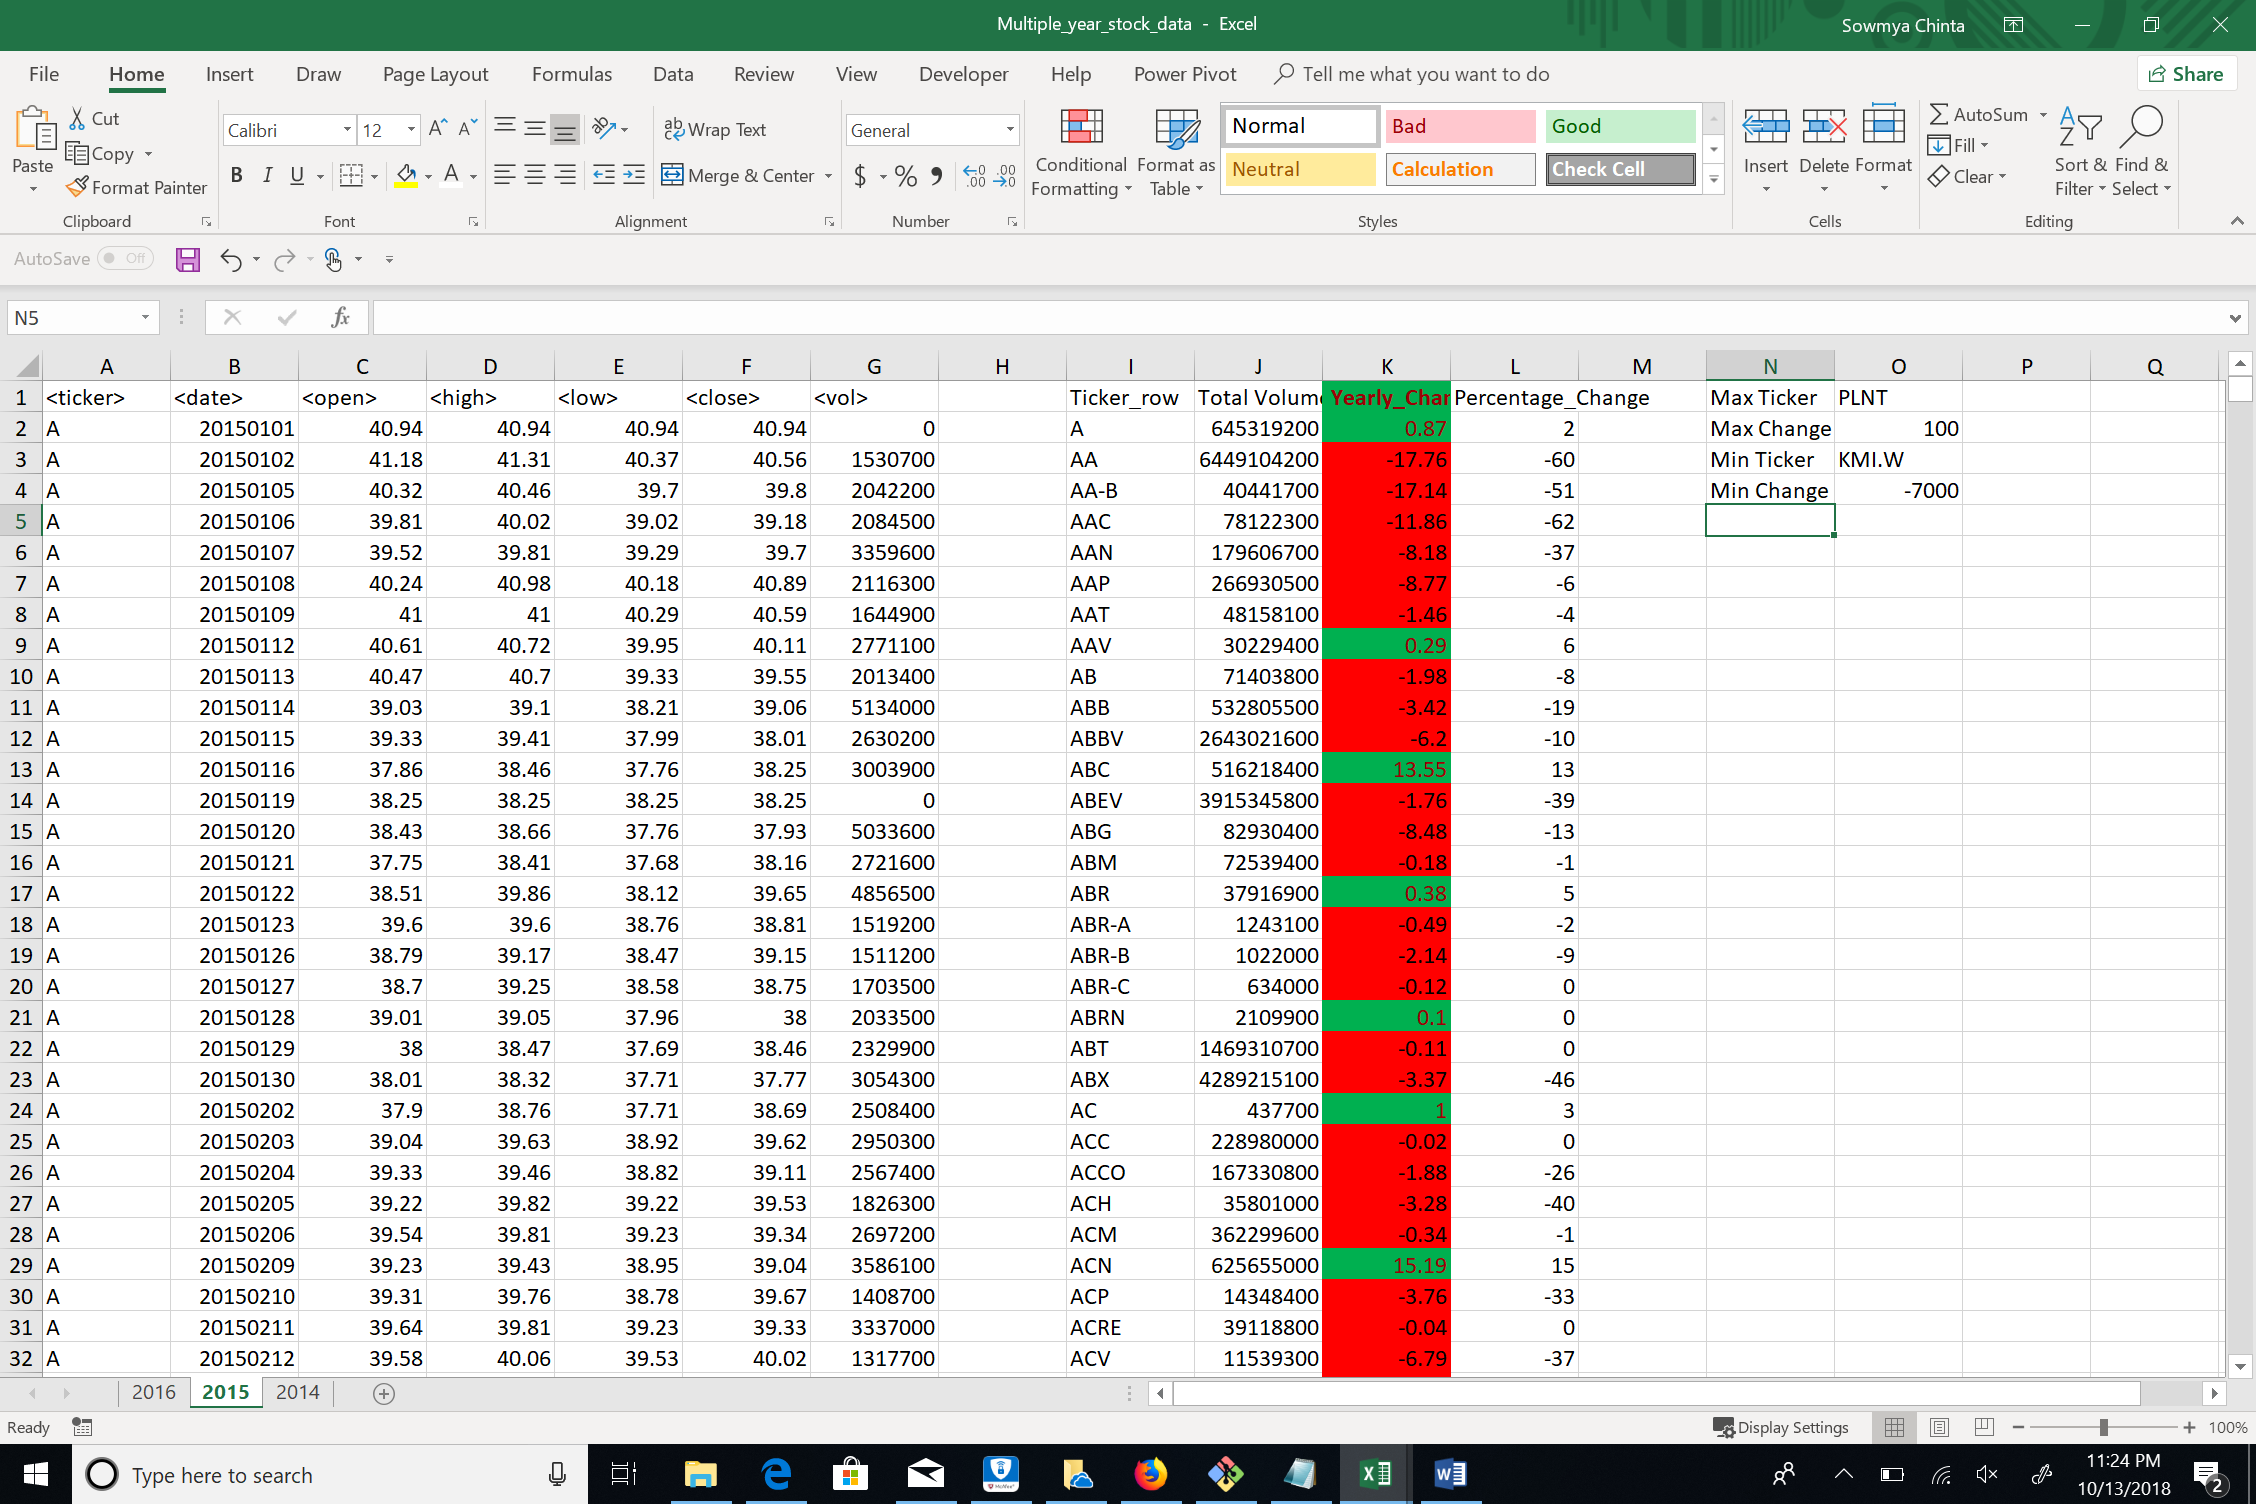 Multiple_year_stock_data - Excel
Sowmya Chinta
File Home Insert Draw Page Layout Formulas Data Review View Developer Help Power Pivot Tell me what you want to do Share
Paste Cut Copy Format Painter Clipboard
Calibri 12 B I U A Font
Wrap Text Merge & Center Alignment
General $ % Number
Conditional Formatting Format as Table Normal Bad Good Neutral Calculation Check Cell Styles
Insert Delete Format Cells
AutoSum Fill Clear Sort & Filter Find & Select Editing
AutoSave Off
N5 fx
A B C D E F G H I J K L M N O P Q
1 <ticker> <date> <open> <high> <low> <close> <vol> Ticker_row Total Volum Yearly_Char Percentage_Change Max Ticker PLNT
2 A 20150101 40.94 40.94 40.94 40.94 0 A 645319200 0.87 2 Max Change 100
3 A 20150102 41.18 41.31 40.37 40.56 1530700 AA 6449104200 -17.76 -60 Min Ticker KMI.W
4 A 20150105 40.32 40.46 39.7 39.8 2042200 AA-B 40441700 -17.14 -51 Min Change -7000
5 A 20150106 39.81 40.02 39.02 39.18 2084500 AAC 78122300 -11.86 -62
6 A 20150107 39.52 39.81 39.29 39.7 3359600 AAN 179606700 -8.18 -37
7 A 20150108 40.24 40.98 40.18 40.89 2116300 AAP 266930500 -8.77 -6
8 A 20150109 41 41 40.29 40.59 1644900 AAT 48158100 -1.46 -4
9 A 20150112 40.61 40.72 39.95 40.11 2771100 AAV 30229400 0.29 6
10 A 20150113 40.47 40.7 39.33 39.55 2013400 AB 71403800 -1.98 -8
11 A 20150114 39.03 39.1 38.21 39.06 5134000 ABB 532805500 -3.42 -19
12 A 20150115 39.33 39.41 37.99 38.01 2630200 ABBV 2643021600 -6.2 -10
13 A 20150116 37.86 38.46 37.76 38.25 3003900 ABC 516218400 13.55 13
14 A 20150119 38.25 38.25 38.25 38.25 0 ABEV 3915345800 -1.76 -39
15 A 20150120 38.43 38.66 37.76 37.93 5033600 ABG 82930400 -8.48 -13
16 A 20150121 37.75 38.41 37.68 38.16 2721600 ABM 72539400 -0.18 -1
17 A 20150122 38.51 39.86 38.12 39.65 4856500 ABR 37916900 0.38 5
18 A 20150123 39.6 39.6 38.76 38.81 1519200 ABR-A 1243100 -0.49 -2
19 A 20150126 38.79 39.17 38.47 39.15 1511200 ABR-B 1022000 -2.14 -9
20 A 20150127 38.7 39.25 38.58 38.75 1703500 ABR-C 634000 -0.12 0
21 A 20150128 39.01 39.05 37.96 38 2033500 ABRN 2109900 0.1 0
22 A 20150129 38 38.47 37.69 38.46 2329900 ABT 1469310700 -0.11 0
23 A 20150130 38.01 38.32 37.71 37.77 3054300 ABX 4289215100 -3.37 -46
24 A 20150202 37.9 38.76 37.71 38.69 2508400 AC 437700 1 3
25 A 20150203 39.04 39.63 38.92 39.62 2950300 ACC 228980000 -0.02 0
26 A 20150204 39.33 39.46 38.82 39.11 2567400 ACCO 167330800 -1.88 -26
27 A 20150205 39.22 39.82 39.22 39.53 1826300 ACH 35801000 -3.28 -40
28 A 20150206 39.54 39.81 39.23 39.34 2697200 ACM 362299600 -0.34 -1
29 A 20150209 39.23 39.43 38.95 39.04 3586100 ACN 625655000 15.19 15
30 A 20150210 39.31 39.76 38.78 39.67 1408700 ACP 14348400 -3.76 -33
31 A 20150211 39.64 39.81 39.23 39.33 3337000 ACRE 39118800 -0.04 0
32 A 20150212 39.58 40.06 39.53 40.02 1317700 ACV 11539300 -6.79 -37
2016 2015 2014
Ready Display Settings 100%
Type here to search
11:24 PM
10/13/2018
2